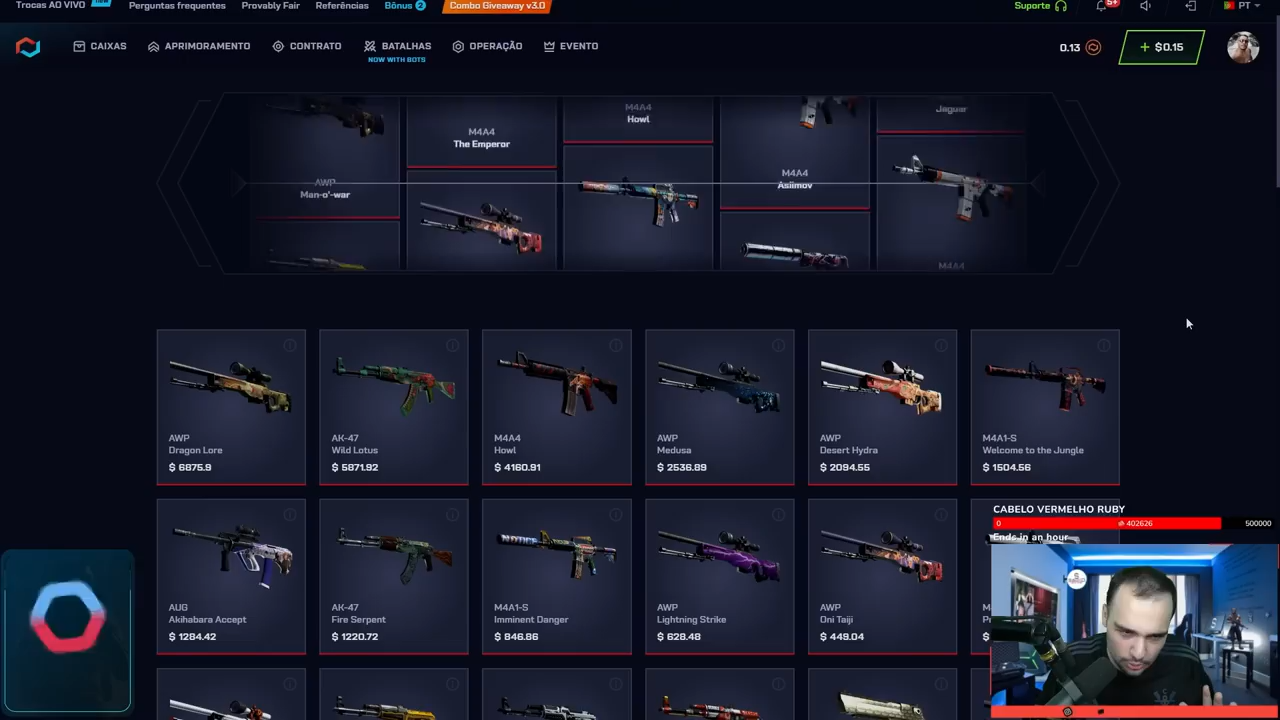 Trocas AO VIVO
Perguntas frequentes
Provably Fair
Referências
Bônus 2
Combo Giveaway v3.0
Suporte
5+
PT
CAIXAS
APRIMORAMENTO
CONTRATO
BATALHAS
NOW WITH BOTS
OPERAÇÃO
EVENTO
0.13
+ $0.15
AWP
Man-o'-war
M4A4
The Emperor
M4A4
Howl
M4A4
Asiimov
Jaguar
M4A4
AWP
Dragon Lore
$ 6875.9
AK-47
Wild Lotus
$ 5871.92
M4A4
Howl
$ 4160.91
AWP
Medusa
$ 2536.89
AWP
Desert Hydra
$ 2094.55
M4A1-S
Welcome to the Jungle
$ 1504.56
AUG
Akihabara Accept
$ 1284.42
AK-47
Fire Serpent
$ 1220.72
M4A1-S
Imminent Danger
$ 846.86
AWP
Lightning Strike
$ 628.48
AWP
Oni Taiji
$ 449.04
$
CABELO VERMELHO RUBY
0
402626
500000
Ends in an hour